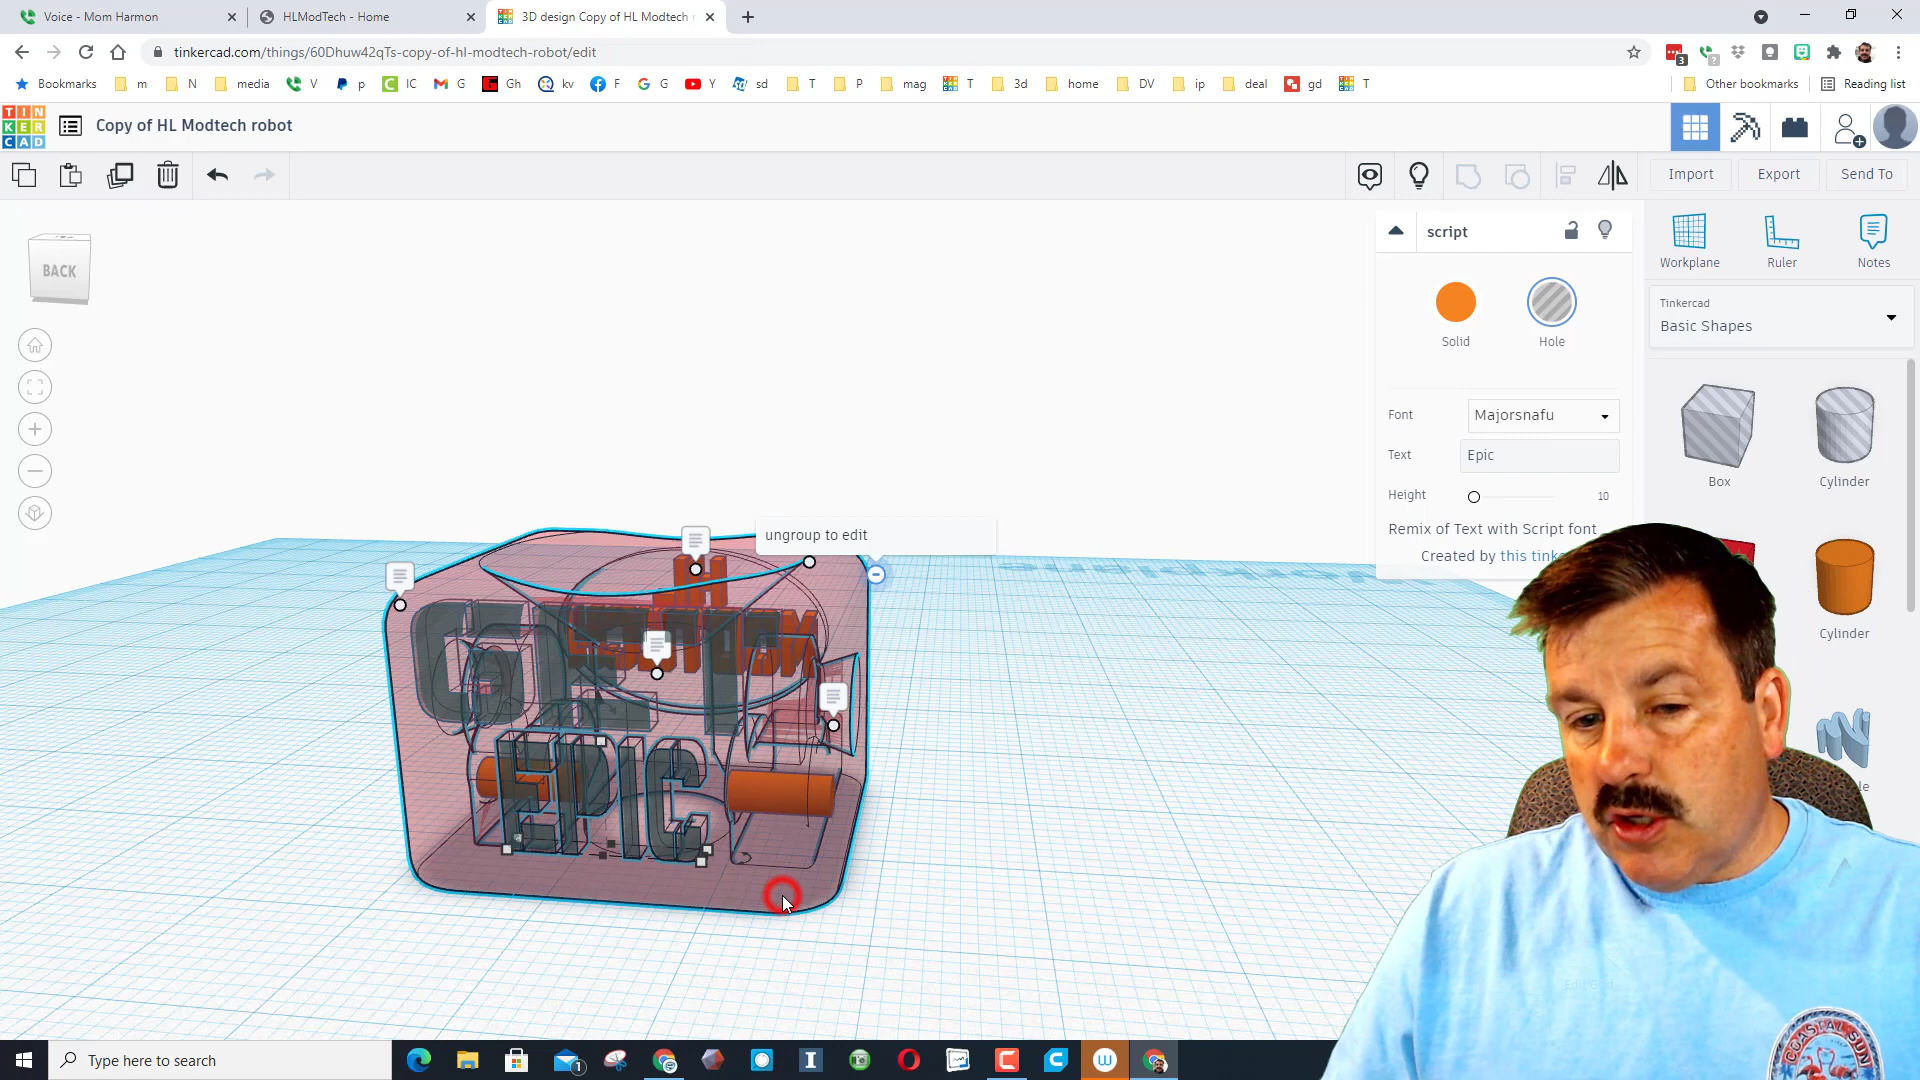 Voice - Mom Harmon
HLModTech - Home
3D design Copy of HL Modtech r
tinkercad.com/things/60Dhuw42qTs-copy-of-hl-modtech-robot/edit
3
?
Bookmarks m N media V p IC G Gh kv F G Y sd T P mag T 3d home DV ip deal gd T Other bookmarks Reading list
TIN
KER
CAD
Copy of HL Modtech robot
Import Export Send To
BACK
script
Solid Hole
Font Majorsnafu
Text Epic
Height 10
Remix of Text with Script font
Created by this tink
Workplane Ruler Notes
Tinkercad
Basic Shapes
Box Cylinder
Cylinder
ungroup to edit
EPIC
Type here to search
1
COASTAL SUN